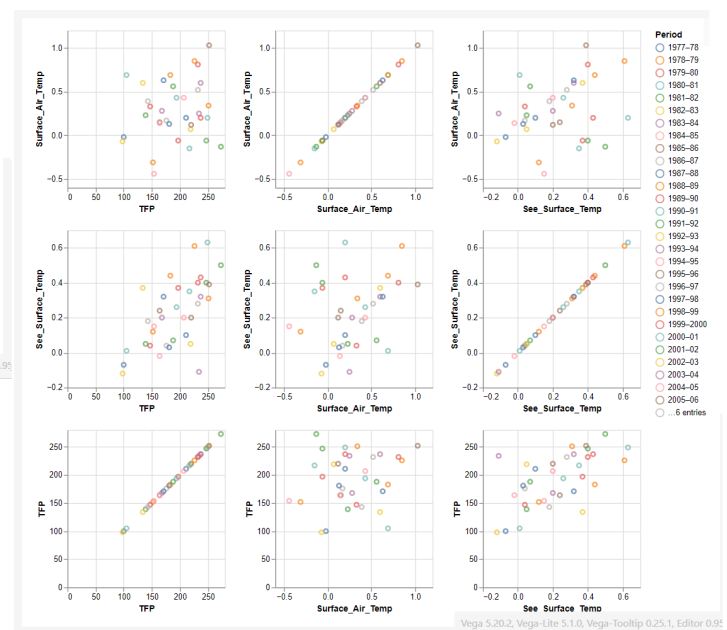 Surface_Air_Temp
1.0
0.5
0.0
−0.5
0 50 100 150 200 250
TFP
Surface_Air_Temp
1.0
0.5
0.0
−0.5
−0.5 0.0 0.5 1.0
Surface_Air_Temp
Surface_Air_Temp
1.0
0.5
0.0
−0.5
−0.2 0.0 0.2 0.4 0.6
See_Surface_Temp
See_Surface_Temp
0.6
0.4
0.2
0.0
−0.2
0 50 100 150 200 250
TFP
See_Surface_Temp
0.6
0.4
0.2
0.0
−0.2
−0.5 0.0 0.5 1.0
Surface_Air_Temp
See_Surface_Temp
0.6
0.4
0.2
0.0
−0.2
−0.2 0.0 0.2 0.4 0.6
See_Surface_Temp
TFP
250
200
150
100
50
0
0 50 100 150 200 250
TFP
TFP
250
200
150
100
50
0
−0.5 0.0 0.5 1.0
Surface_Air_Temp
TFP
250
200
150
100
50
0
−0.2 0.0 0.2 0.4 0.6
See_Surface_Temp
Period
1977–78
1978–79
1979–80
1980–81
1981–82
1982–83
1983–84
1984–85
1985–86
1986–87
1987–88
1988–89
1989–90
1990–91
1991–92
1992–93
1993–94
1994–95
1995–96
1996–97
1997–98
1998–99
1999–2000
2000–01
2001–02
2002–03
2003–04
2004–05
2005–06
…6 entries
Vega 5.20.2, Vega-Lite 5.1.0, Vega-Tooltip 0.25.1, Editor 0.95